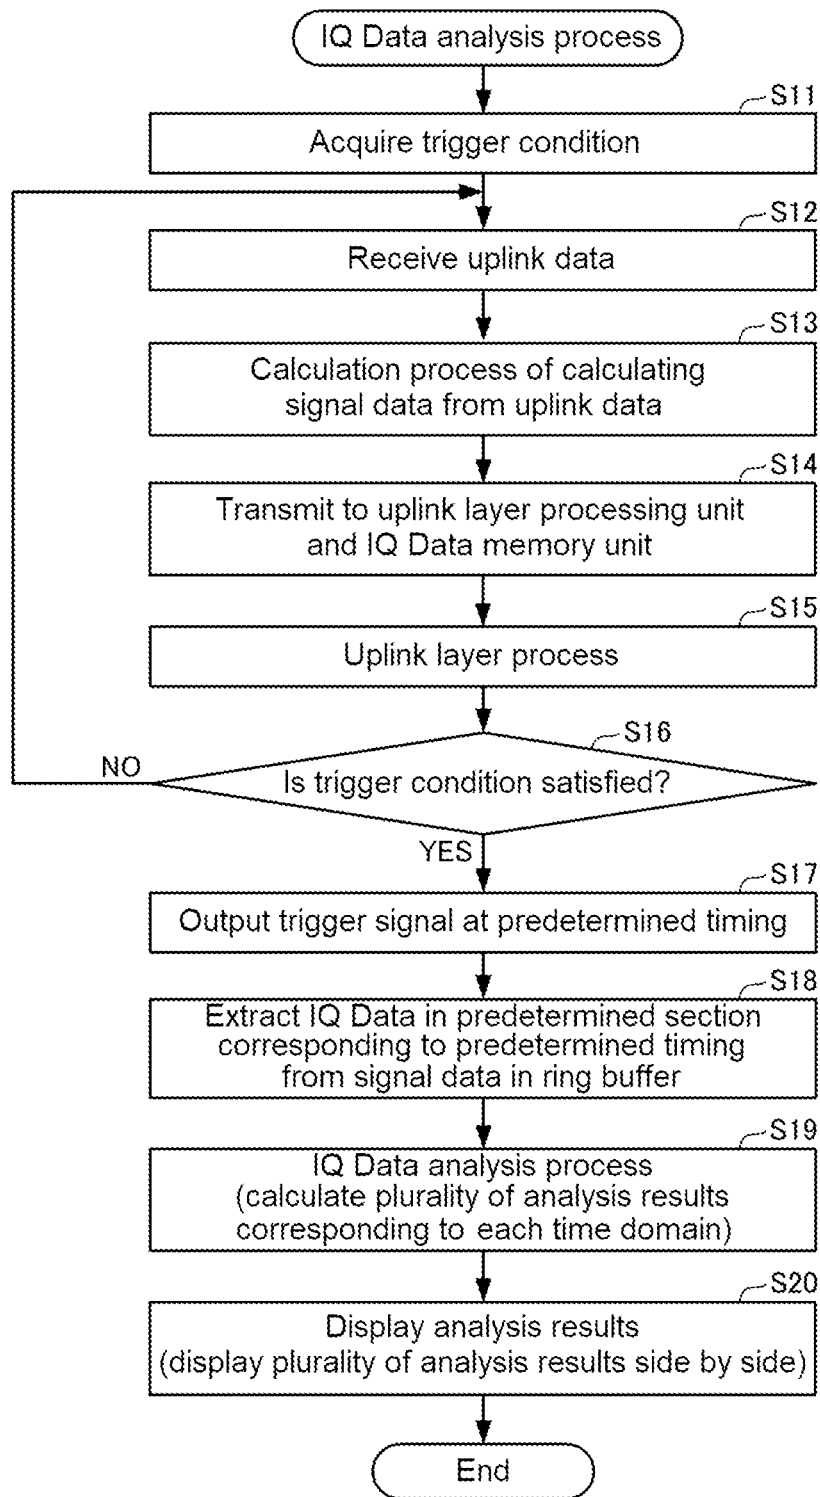 IQ Data analysis process
S11
Acquire trigger condition
S12
Receive uplink data
S13
Calculation process of calculating
signal data from uplink data
S14
Transmit to uplink layer processing unit
and IQ Data memory unit
S15
Uplink layer process
S16
NO
Is trigger condition satisfied?
YES
S17
Output trigger signal at predetermined timing
S18
Extract IQ Data in predetermined section
corresponding to predetermined timing
from signal data in ring buffer
S19
IQ Data analysis process
(calculate plurality of analysis results
corresponding to each time domain)
S20
Display analysis results
(display plurality of analysis results side by side)
End